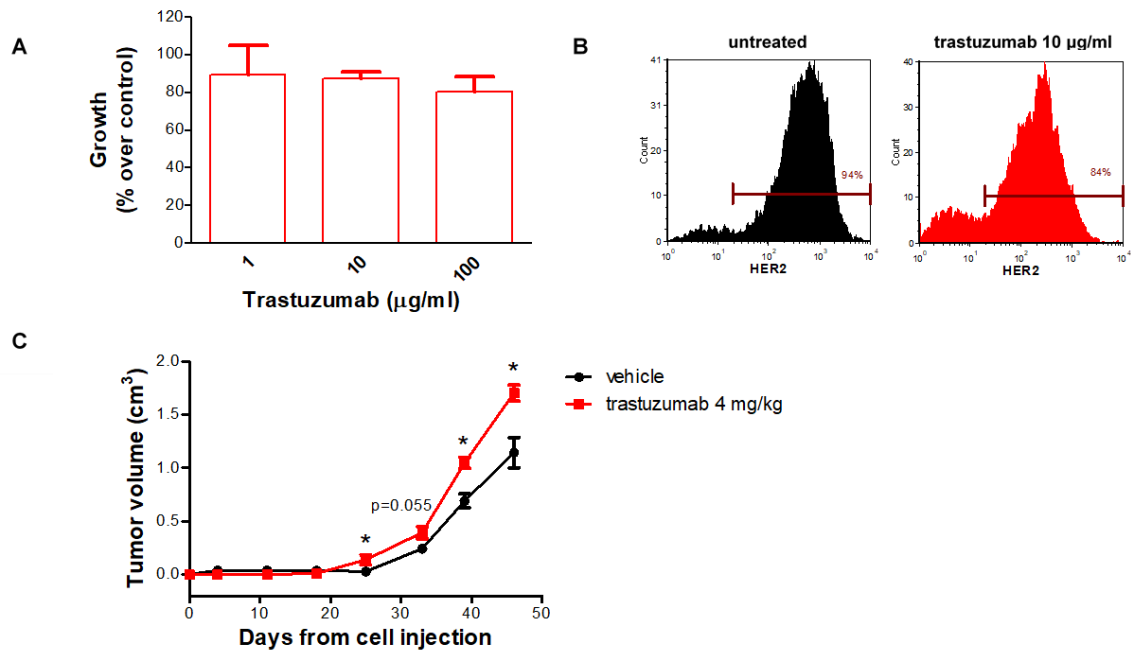 A
Growth
(% over control)
120
100
80
60
40
20
0
1
10
100
Trastuzumab (μg/ml)
B
untreated
Count
41
31
20
10
0
94%
10⁰ 10¹ 10² 10³ 10⁴
HER2
trastuzumab 10 μg/ml
Count
40
30
20
10
0
84%
10⁰ 10¹ 10² 10³ 10⁴
HER2
C
Tumor volume (cm³)
2.0
1.5
1.0
0.5
0.0
*
p=0.055
*
*
0 10 20 30 40 50
Days from cell injection
vehicle
trastuzumab 4 mg/kg